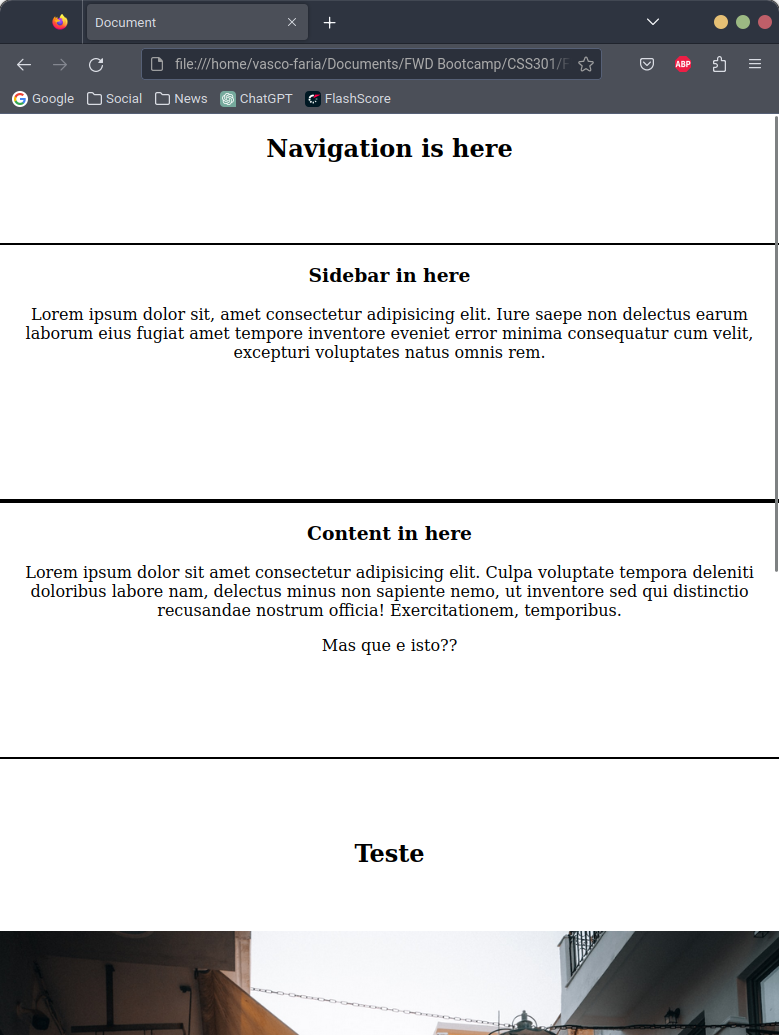 Document
file:///home/vasco-faria/Documents/FWD Bootcamp/CSS301/F
ABP
Google Social News ChatGPT FlashScore
Navigation is here
Sidebar in here
Lorem ipsum dolor sit, amet consectetur adipisicing elit. Iure saepe non delectus earum
laborum eius fugiat amet tempore inventore eveniet error minima consequatur cum velit,
excepturi voluptates natus omnis rem.
Content in here
Lorem ipsum dolor sit amet consectetur adipisicing elit. Culpa voluptate tempora deleniti
doloribus labore nam, delectus minus non sapiente nemo, ut inventore sed qui distinctio
recusandae nostrum officia! Exercitationem, temporibus.
Mas que e isto??
Teste